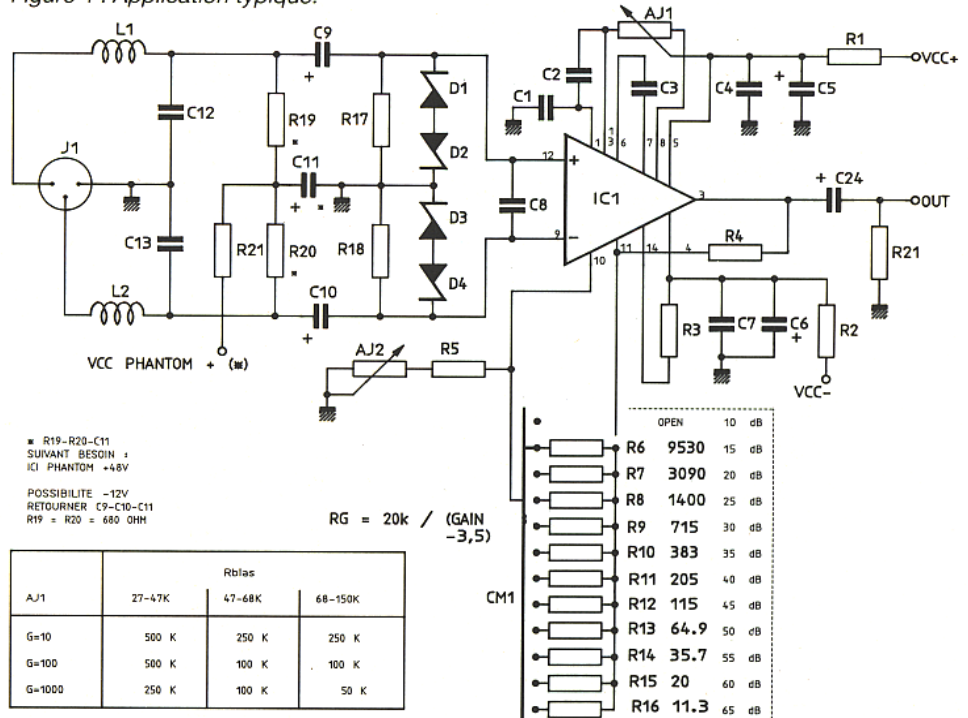 Figure 1 : Application typique.
L1
C9
+
C12
R19
*
R17
D1
D2
J1
C11
+
*
C13
R21
R20
*
R18
D3
D4
L2
C10
+
VCC PHANTOM + (*)
AJ1
C2
C1
C3
C4
+
C5
R1
VCC+
1
1
3
6
7
8
5
12
+
IC1
C8
9
−
10
3
+
C24
OUT
11
14
4
R4
R21
R3
C7
C6
+
R2
VCC-
AJ2
R5
* R19-R20-C11
SUIVANT BESOIN :
ICI PHANTOM +48V
POSSIBILITE -12V
RETOURNER C9-C10-C11
R19 = R20 = 680 OHM
RG = 20k / (GAIN
-3,5)
CM1
OPEN 10 dB
R6 9530 15 dB
R7 3090 20 dB
R8 1400 25 dB
R9 715 30 dB
R10 383 35 dB
R11 205 40 dB
R12 115 45 dB
R13 64.9 50 dB
R14 35.7 55 dB
R15 20 60 dB
R16 11.3 65 dB
Rbias
AJ1 27-47K 47-68K 68-150K
G=10 500 K 250 K 250 K
G=100 500 K 100 K 100 K
G=1000 250 K 100 K 50 K